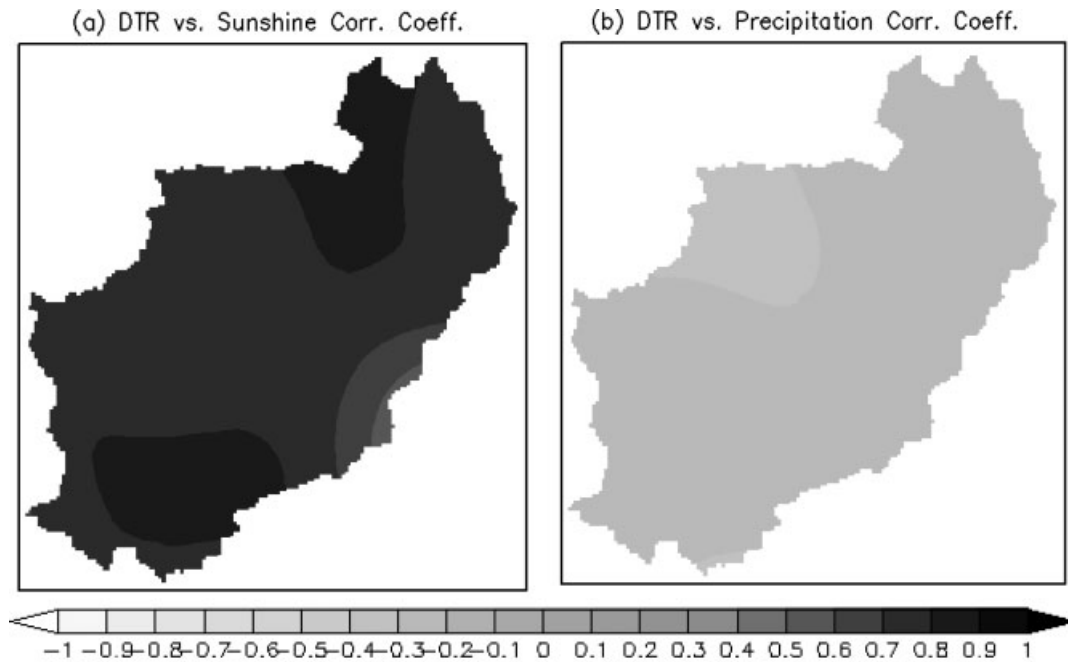 (a) DTR vs. Sunshine Corr. Coeff.
(b) DTR vs. Precipitation Corr. Coeff.
-1 -0.9 -0.8 -0.7 -0.6 -0.5 -0.4 -0.3 -0.2 -0.1 0 0.1 0.2 0.3 0.4 0.5 0.6 0.7 0.8 0.9 1